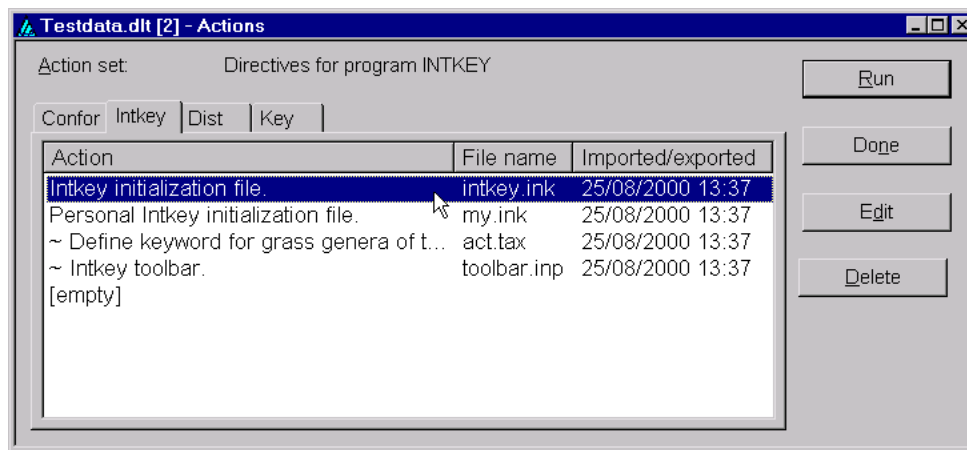 Testdata.dlt [2] - Actions
Action set: Directives for program INTKEY
Run
Confor Intkey Dist Key
Done
Action File name Imported/exported
Intkey initialization file. intkey.ink 25/08/2000 13:37
Edit
Personal Intkey initialization file. my.ink 25/08/2000 13:37
~ Define keyword for grass genera of t... act.tax 25/08/2000 13:37
~ Intkey toolbar. toolbar.inp 25/08/2000 13:37
Delete
[empty]